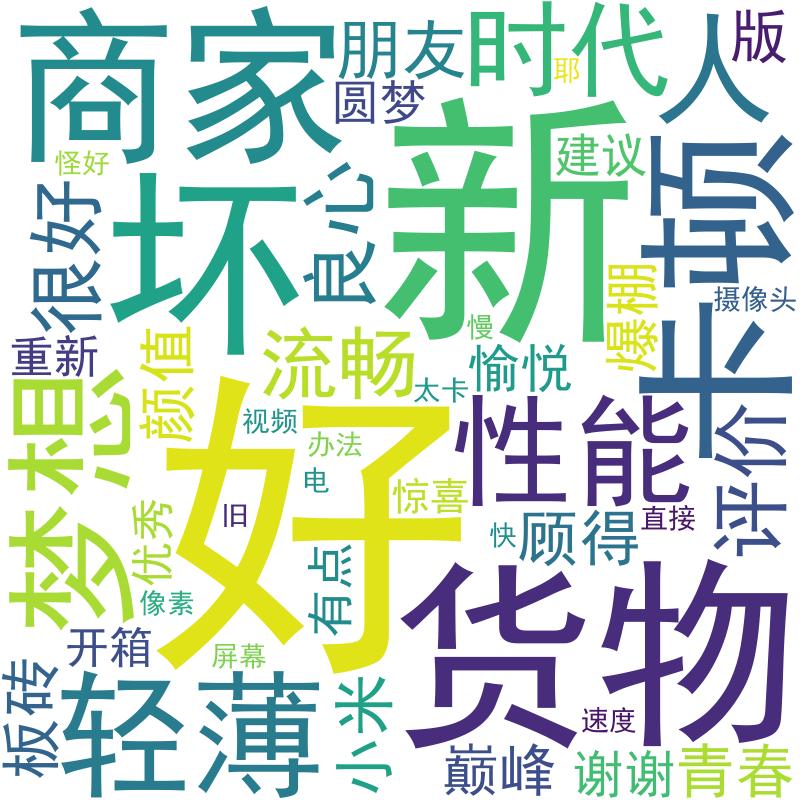 商家
朋友
时代
人
版
圆梦
耶
怪好
坏
良心
新
建议
卡顿
很好
爆棚
摄像头
重新
颜值
流畅
慢
愉悦
太卡
梦想
好
视频
办法
性能
评价
电
惊喜
旧
优秀
有点
快
顾得
直接
像素
货物
开箱
屏幕
板砖
轻薄
小米
速度
巅峰
谢谢
青春